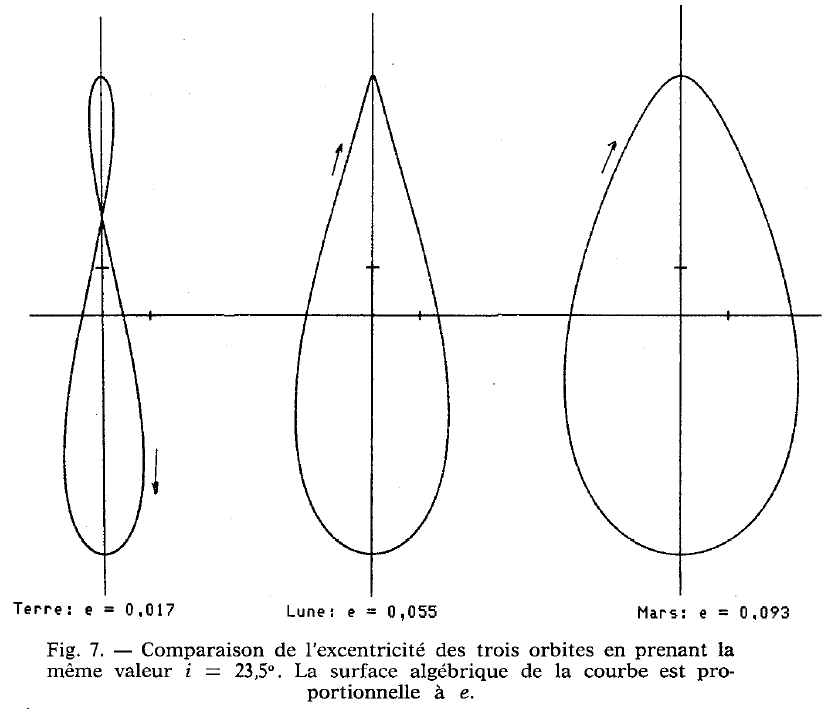 Terre: e = 0,017
Lune: e = 0,055
Mars: e = 0,093
Fig. 7. — Comparaison de l'excentricité des trois orbites en prenant la
même valeur i = 23,5º. La surface algébrique de la courbe est pro-
portionnelle à e.